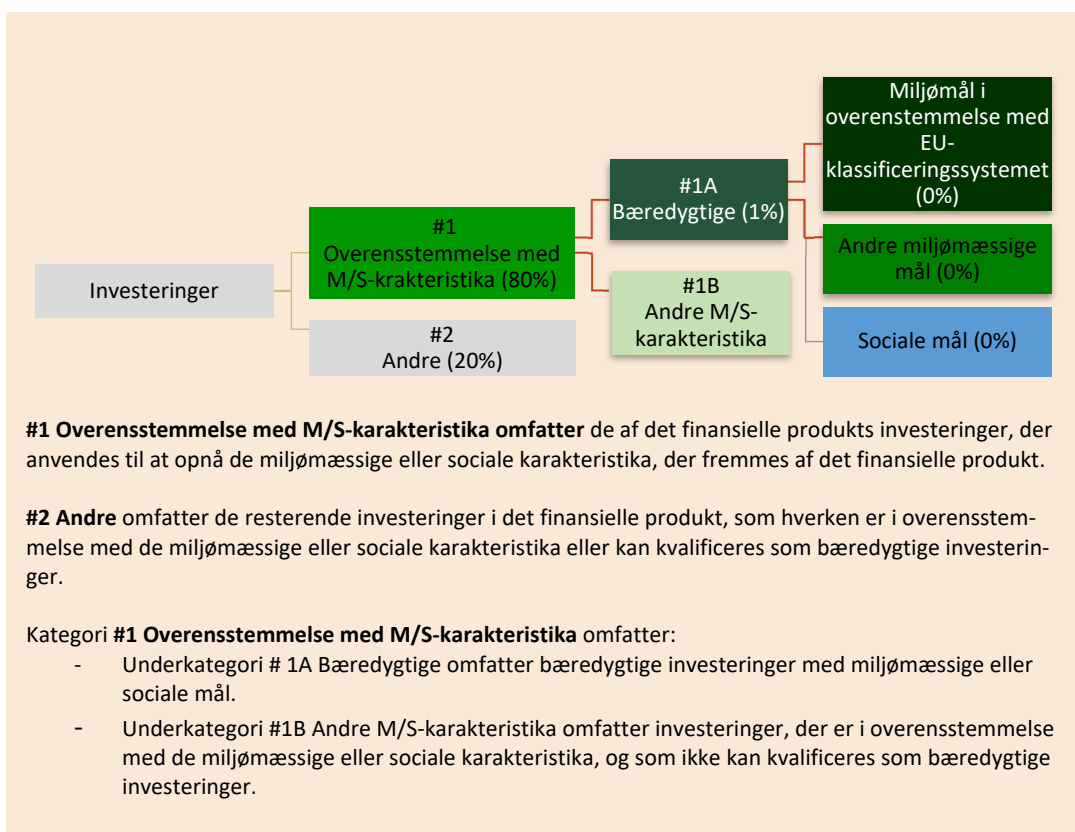 Investeringer
#1
Overensstemmelse med
M/S-krakteristika (80%)
#2
Andre (20%)
#1A
Bæredygtige (1%)
#1B
Andre M/S-
karakteristika
Miljømål i
overenstemmelse med
EU-
klassificeringssystemet
(0%)
Andre miljømæssige
mål (0%)
Sociale mål (0%)
#1 Overensstemmelse med M/S-karakteristika omfatter de af det finansielle produkts investeringer, der
anvendes til at opnå de miljømæssige eller sociale karakteristika, der fremmes af det finansielle produkt.
#2 Andre omfatter de resterende investeringer i det finansielle produkt, som hverken er i overensstem-
melse med de miljømæssige eller sociale karakteristika eller kan kvalificeres som bæredygtige investerin-
ger.
Kategori #1 Overensstemmelse med M/S-karakteristika omfatter:
- Underkategori # 1A Bæredygtige omfatter bæredygtige investeringer med miljømæssige eller
sociale mål.
- Underkategori #1B Andre M/S-karakteristika omfatter investeringer, der er i overensstemmelse
med de miljømæssige eller sociale karakteristika, og som ikke kan kvalificeres som bæredygtige
investeringer.